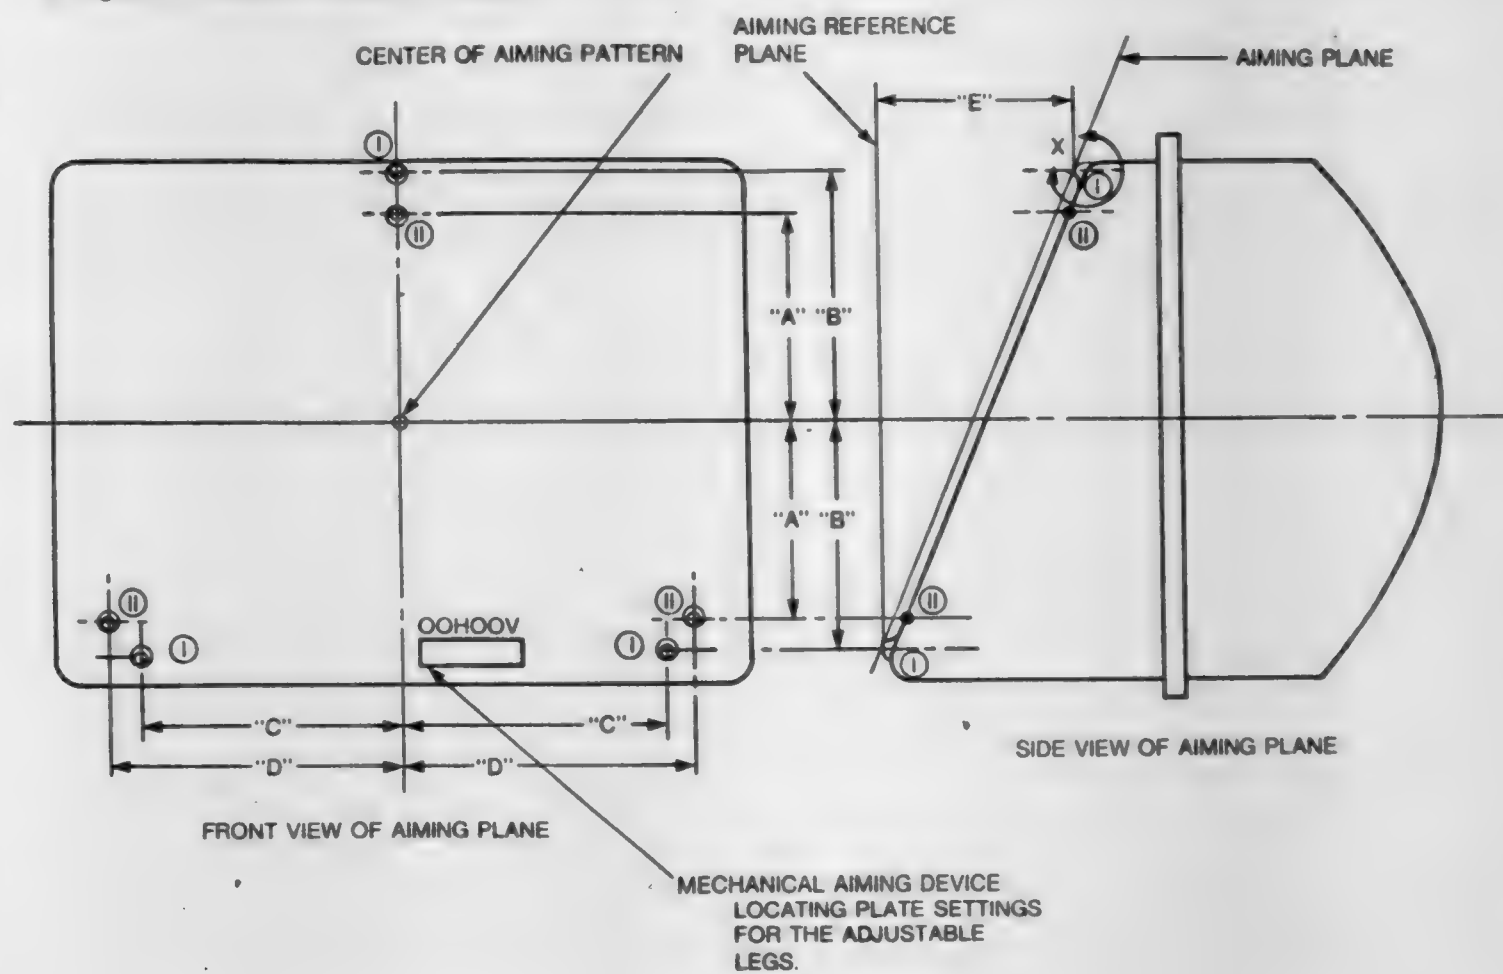 AIMING REFERENCE
PLANE
CENTER OF AIMING PATTERN
AIMING PLANE
"E"
X
I
I
II
II
"A" "B"
"A" "B"
II
II
II
I
I
OOHOOV
I
"C"
"C"
"D"
"D"
SIDE VIEW OF AIMING PLANE
FRONT VIEW OF AIMING PLANE
MECHANICAL AIMING DEVICE
LOCATING PLATE SETTINGS
FOR THE ADJUSTABLE
LEGS.